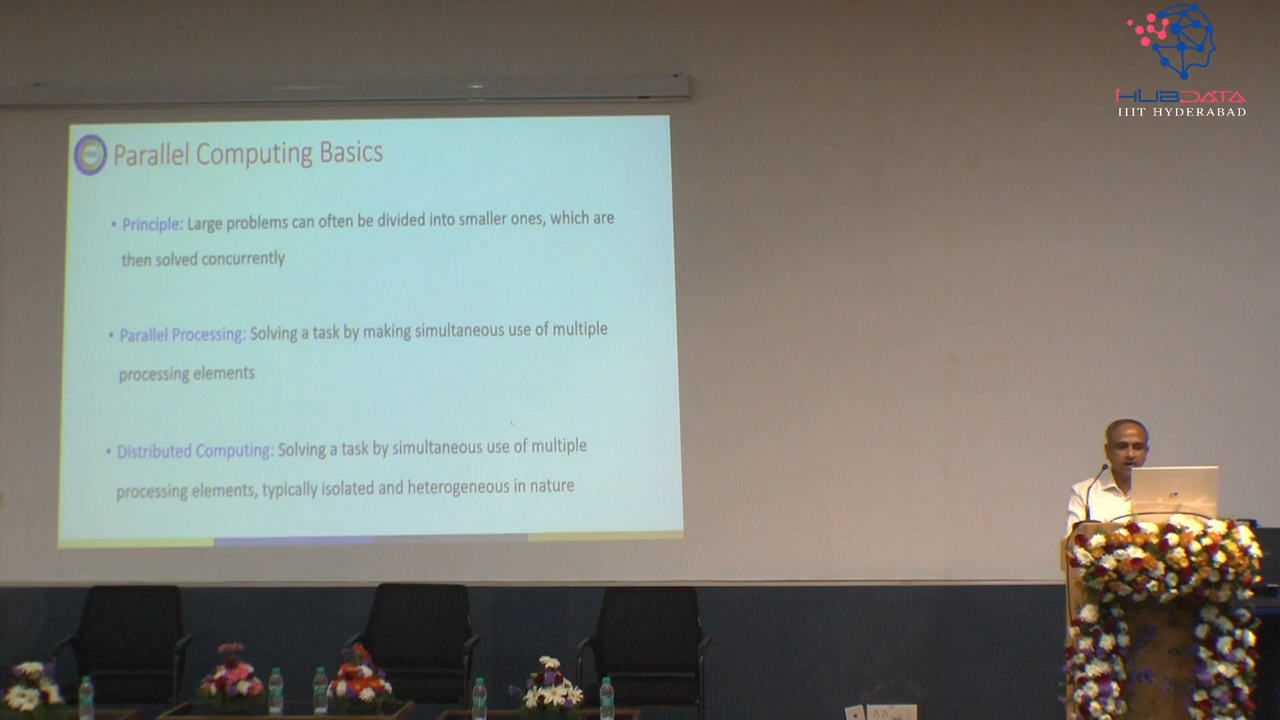 IHUBDATA
IIIT HYDERABAD
Parallel Computing Basics
• Principle: Large problems can often be divided into smaller ones, which are
then solved concurrently
• Parallel Processing: Solving a task by making simultaneous use of multiple
processing elements
• Distributed Computing: Solving a task by simultaneous use of multiple
processing elements, typically isolated and heterogeneous in nature